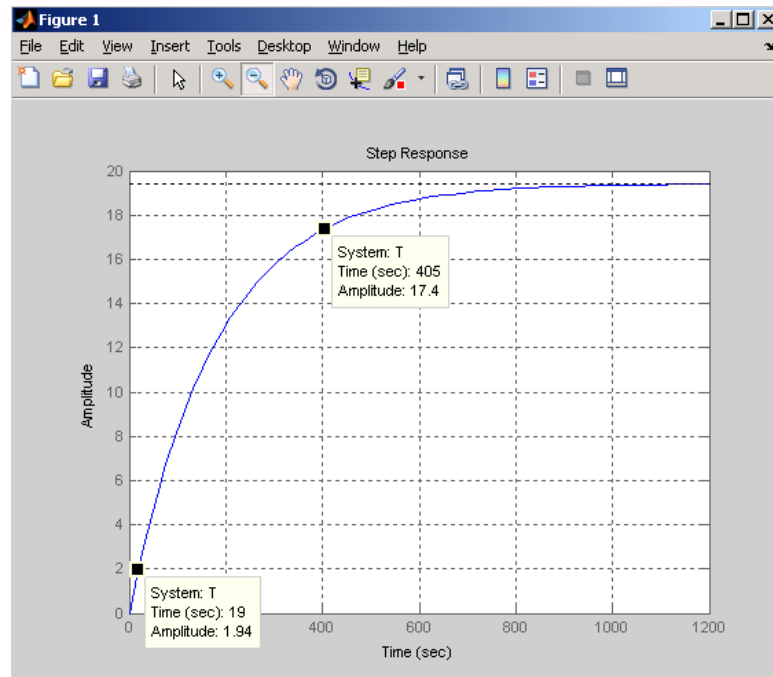 Figure 1
File Edit View Insert Tools Desktop Window Help
Step Response
20
18
16
14
12
10
8
6
4
2
0
Amplitude
System: T
Time (sec): 405
Amplitude: 17.4
System: T
Time (sec): 19
Amplitude: 1.94
0 400 600 800 1000 1200
Time (sec)